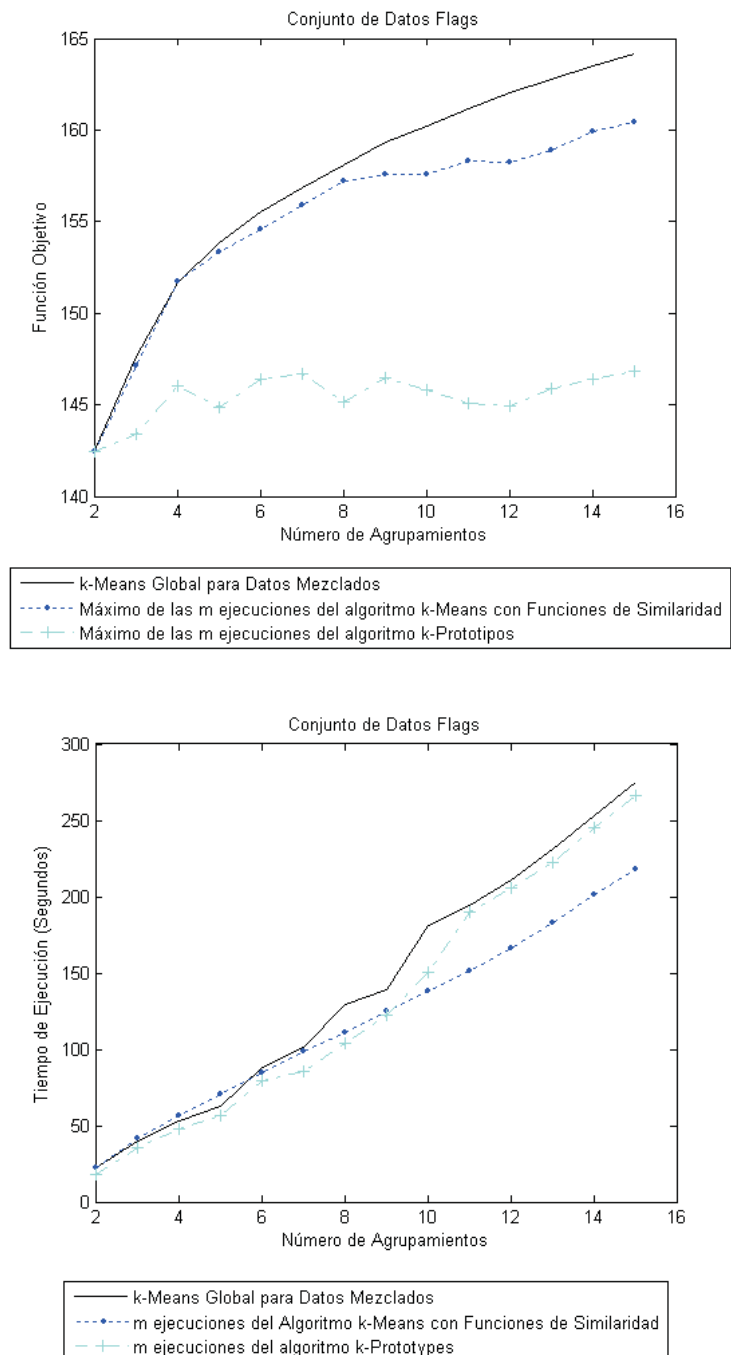 Conjunto de Datos Flags
165
160
155
150
145
140
Función Objetivo
2
4
6
8
10
12
14
16
Número de Agrupamientos
k-Means Global para Datos Mezclados
Máximo de las m ejecuciones del algoritmo k-Means con Funciones de Similaridad
Máximo de las m ejecuciones del algoritmo k-Prototipos
Conjunto de Datos Flags
300
250
200
150
100
50
0
Tiempo de Ejecución (Segundos)
2
4
6
8
10
12
14
16
Número de Agrupamientos
k-Means Global para Datos Mezclados
m ejecuciones del Algoritmo k-Means con Funciones de Similaridad
m ejecuciones del algoritmo k-Prototypes